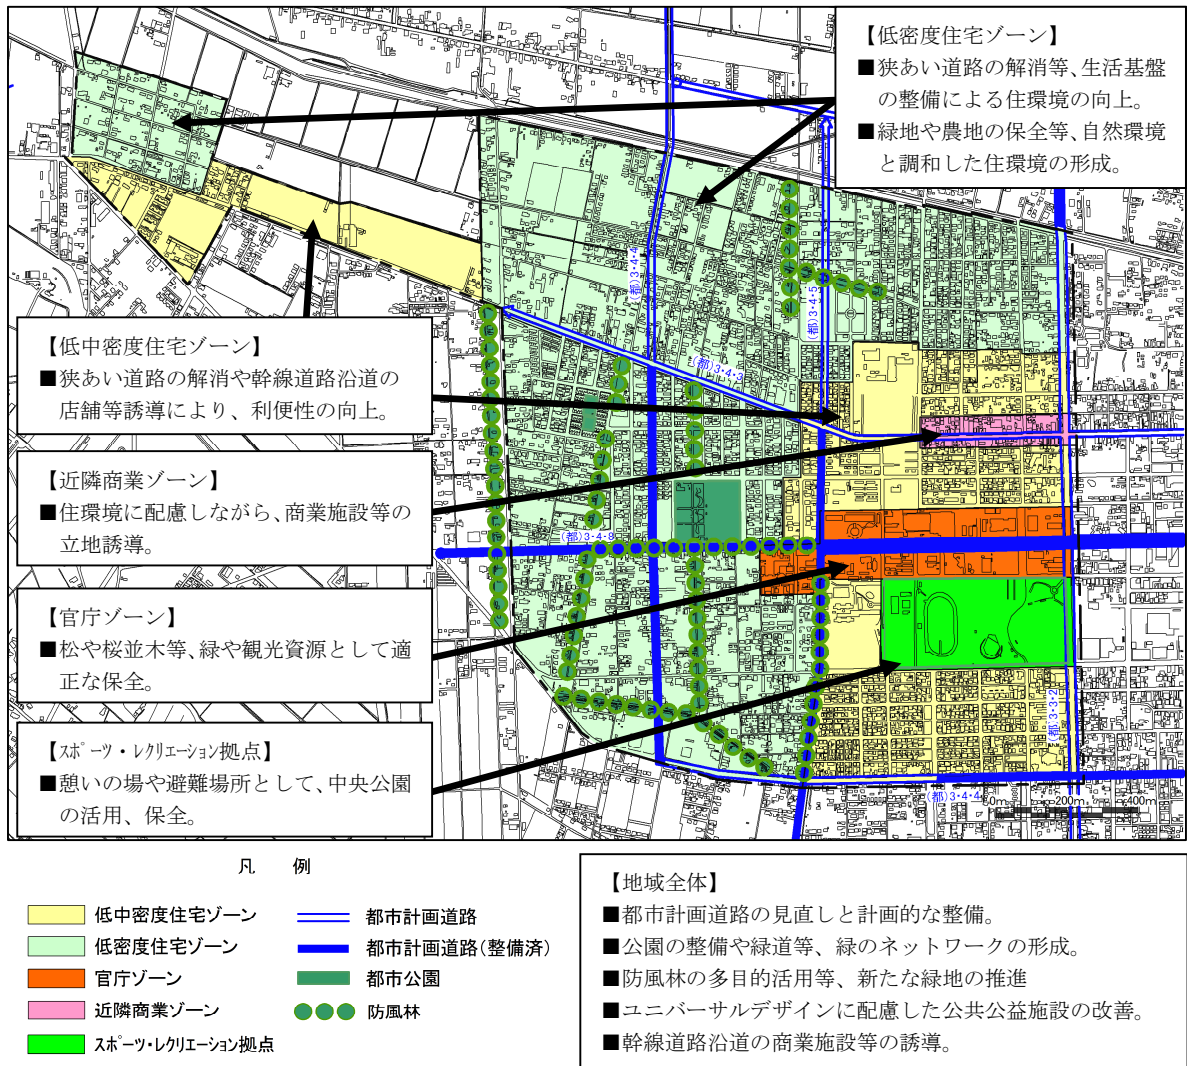 【低密度住宅ゾーン】
■狭あい道路の解消等、生活基盤
の整備による住環境の向上。
■緑地や農地の保全等、自然環境
と調和した住環境の形成。
(都)3・4・4
(都)3・4・5
(都)3・4・3
【低中密度住宅ゾーン】
■狭あい道路の解消や幹線道路沿道の
店舗等誘導により、利便性の向上。
【近隣商業ゾーン】
■住環境に配慮しながら、商業施設等の
立地誘導。
(都)3・4・8
【官庁ゾーン】
■松や桜並木等、緑や観光資源として適
正な保全。
(都)3・3・2
【スポーツ・レクリエーション拠点】
■憩いの場や避難場所として、中央公園
の活用、保全。
(都)3・4・4
0m 200m 400m
凡 例
低中密度住宅ゾーン
低密度住宅ゾーン
官庁ゾーン
近隣商業ゾーン
スポーツ・レクリエーション拠点
都市計画道路
都市計画道路(整備済)
都市公園
防風林
【地域全体】
■都市計画道路の見直しと計画的な整備。
■公園の整備や緑道等、緑のネットワークの形成。
■防風林の多目的活用等、新たな緑地の推進
■ユニバーサルデザインに配慮した公共公益施設の改善。
■幹線道路沿道の商業施設等の誘導。